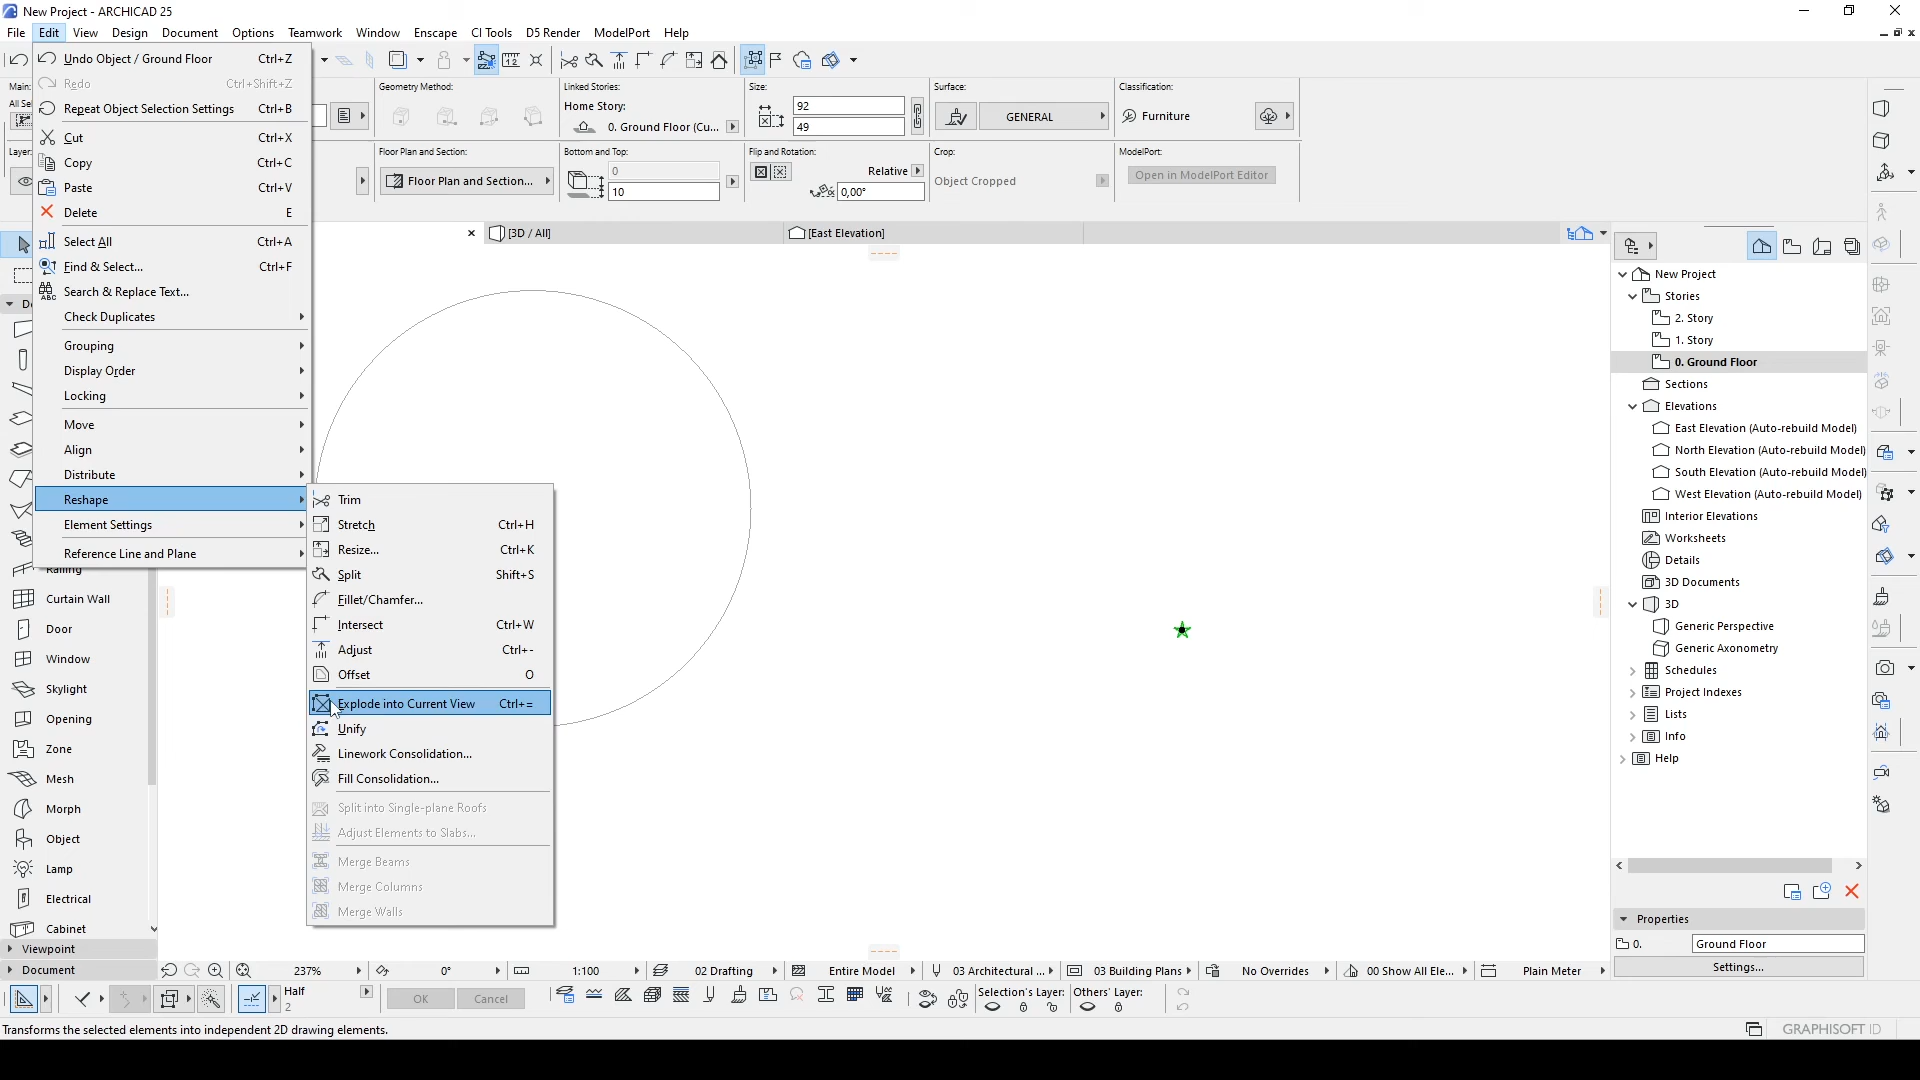 New Project - ARCHICAD 25
File Edit View Design Document Options Teamwork Window Enscape CI Tools D5 Render ModelPort Help
Undo Object / Ground Floor Ctrl+Z
Redo Ctrl+Shift+Z
Repeat Object Selection Settings Ctrl+B
Cut Ctrl+X
Copy Ctrl+C
Paste Ctrl+V
Delete E
Select All Ctrl+A
Find & Select... Ctrl+F
Search & Replace Text...
Check Duplicates
Grouping
Display Order
Locking
Move
Align
Distribute
Reshape
Element Settings
Reference Line and Plane
Trim
Stretch Ctrl+H
Resize... Ctrl+K
Split Shift+S
Fillet/Chamfer...
Intersect Ctrl+W
Adjust Ctrl+-
Offset O
Explode into Current View Ctrl+=
Unify
Linework Consolidation...
Fill Consolidation...
Split into Single-plane Roofs
Adjust Elements to Slabs...
Merge Beams
Merge Columns
Merge Walls
Main:
All Sel
Layer:
Geometry Method:
Floor Plan and Section:
Floor Plan and Section...
Linked Stories:
Home Story:
0. Ground Floor (Cu...
Bottom and Top:
0
10
Size:
92
49
Flip and Rotation:
Relative
0,00°
Surface:
GENERAL
Crop:
Object Cropped
Classification:
Furniture
ModelPort:
Open in ModelPort Editor
[3D / All]
[East Elevation]
Railing
Curtain Wall
Door
Window
Skylight
Opening
Zone
Mesh
Morph
Object
Lamp
Electrical
Cabinet
Viewpoint
Document
New Project
Stories
2. Story
1. Story
0. Ground Floor
Sections
Elevations
East Elevation (Auto-rebuild Model)
North Elevation (Auto-rebuild Model)
South Elevation (Auto-rebuild Model)
West Elevation (Auto-rebuild Model)
Interior Elevations
Worksheets
Details
3D Documents
3D
Generic Perspective
Generic Axonometry
Schedules
Project Indexes
Lists
Info
Help
Properties
0. Ground Floor
Settings...
237% 0° 1:100 02 Drafting Entire Model 03 Architectural ... 03 Building Plans No Overrides 00 Show All Ele... Plain Meter
Half
2
OK Cancel
Selection's Layer: Others' Layer:
Transforms the selected elements into independent 2D drawing elements.
GRAPHISOFT ID